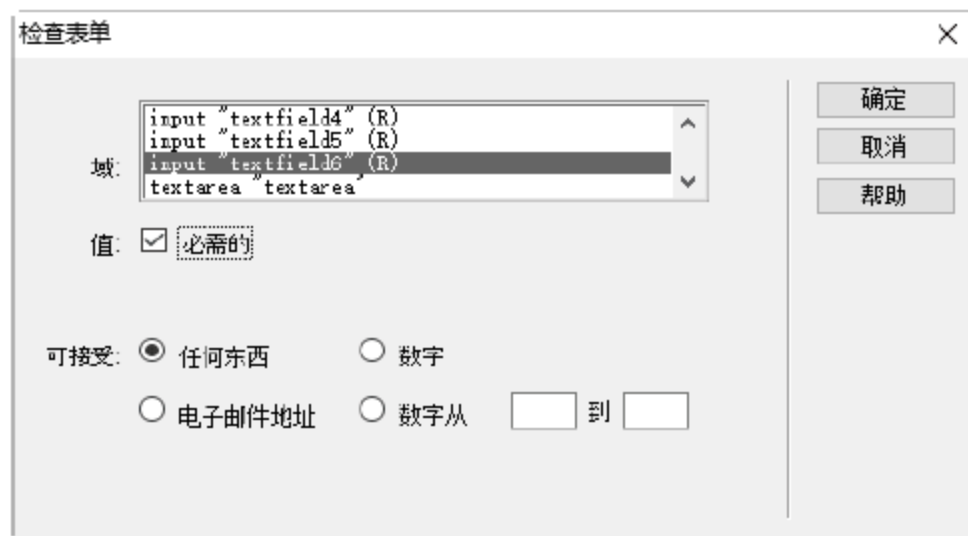 检查表单
input "textfield4" (R)
input "textfield5" (R)
域: input "textfield6" (R)
textarea "textarea"
值: 必需的
可接受: 任何东西 数字
电子邮件地址 数字从 到
确定
取消
帮助